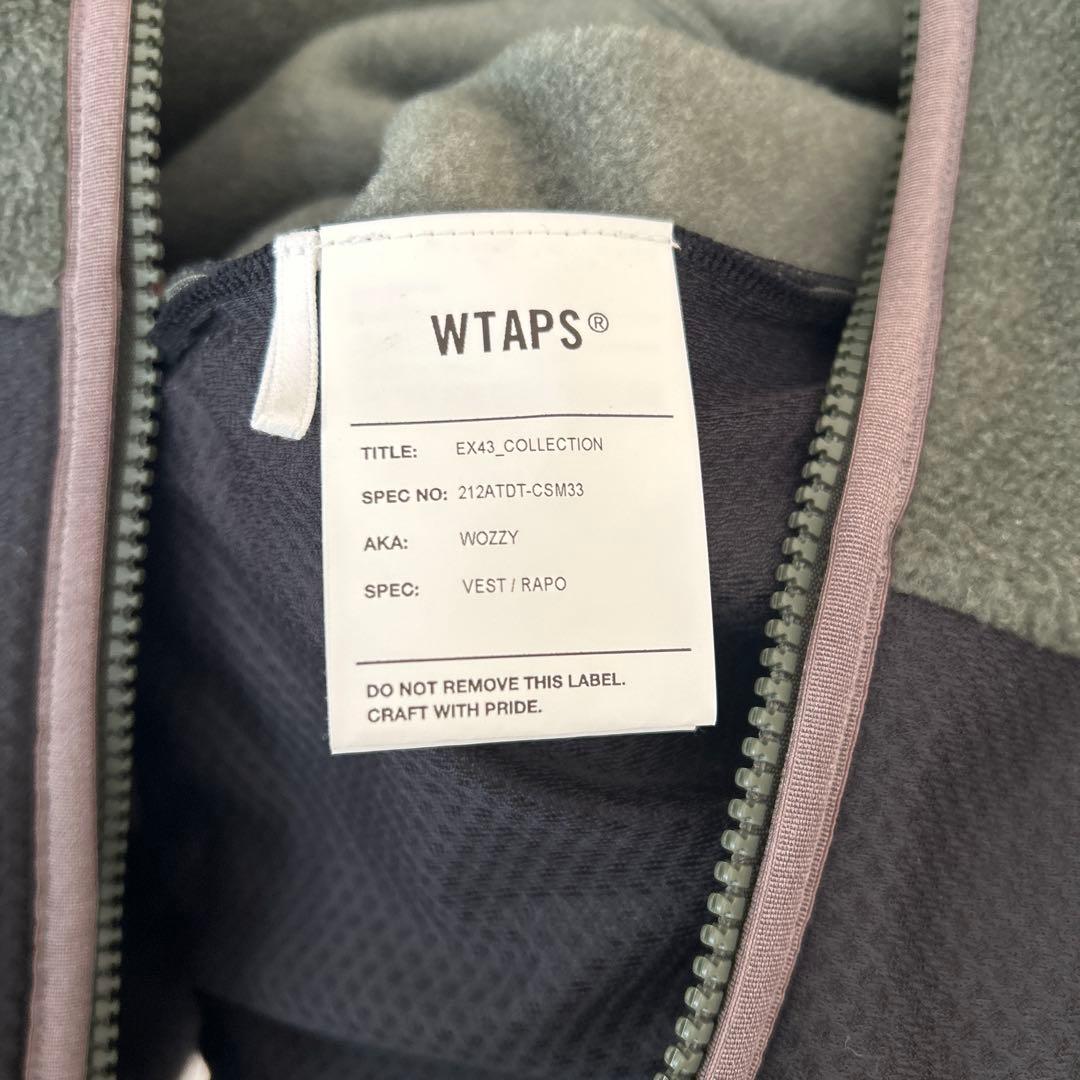 WTAPS®
TITLE: EX43_COLLECTION
SPEC NO: 212ATDT-CSM33
AKA: WOZZY
SPEC: VEST / RAPO
DO NOT REMOVE THIS LABEL.
CRAFT WITH PRIDE.